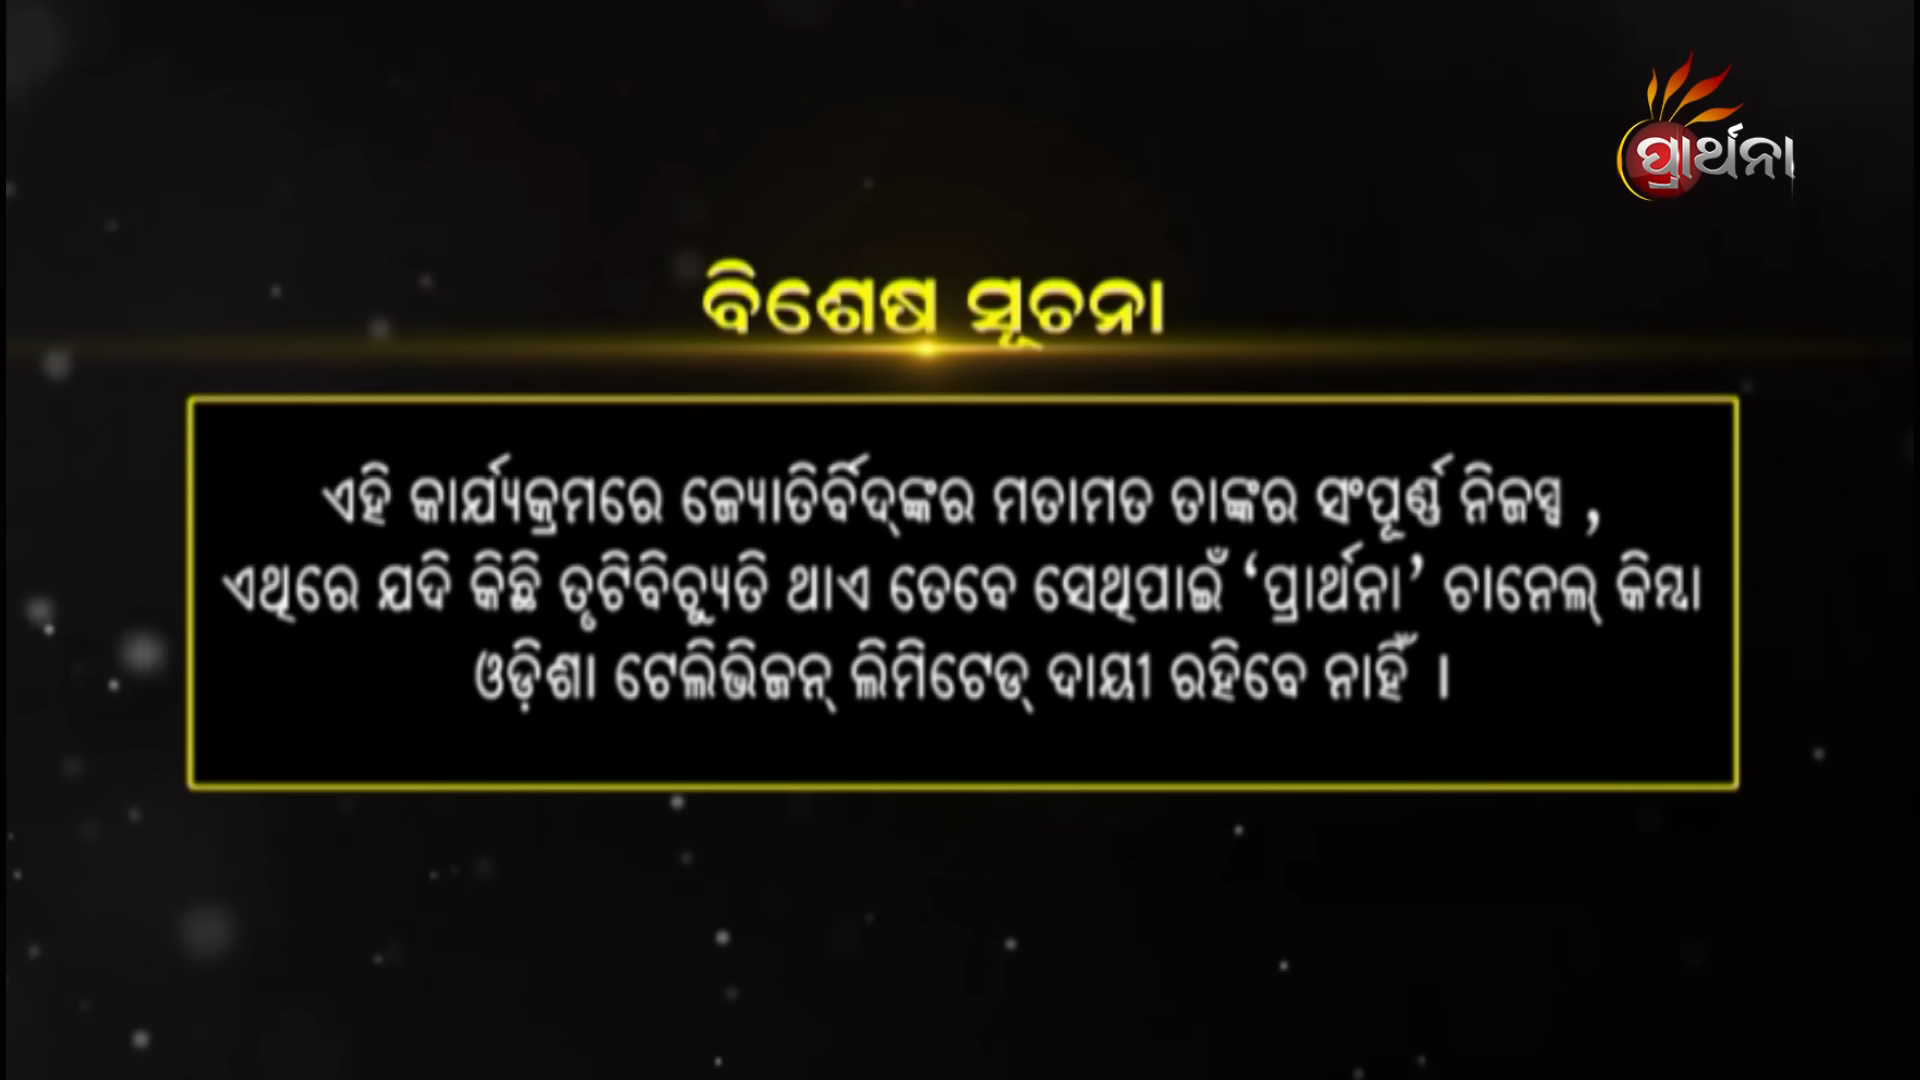 ପ୍ରାର୍ଥନା
ବିଶେଷ ସୂଚନା
ଏହି କାର୍ଯ୍ୟକ୍ରମରେ ଜ୍ୟୋତିର୍ବିଦ୍‌ଙ୍କର ମତାମତ ତାଙ୍କର ସଂପୂର୍ଣ୍ଣ ନିଜସ୍ୱ ,
ଏଥିରେ ଯଦି କିଛି ତୃଟିବିଚ୍ୟୁତି ଥାଏ ତେବେ ସେଥିପାଇଁ ‘ପ୍ରାର୍ଥନା’ ଚାନେଲ୍ କିମ୍ବା
ଓଡ଼ିଶା ଟେଲିଭିଜନ୍ ଲିମିଟେଡ୍ ଦାୟୀ ରହିବେ ନାହିଁ ।